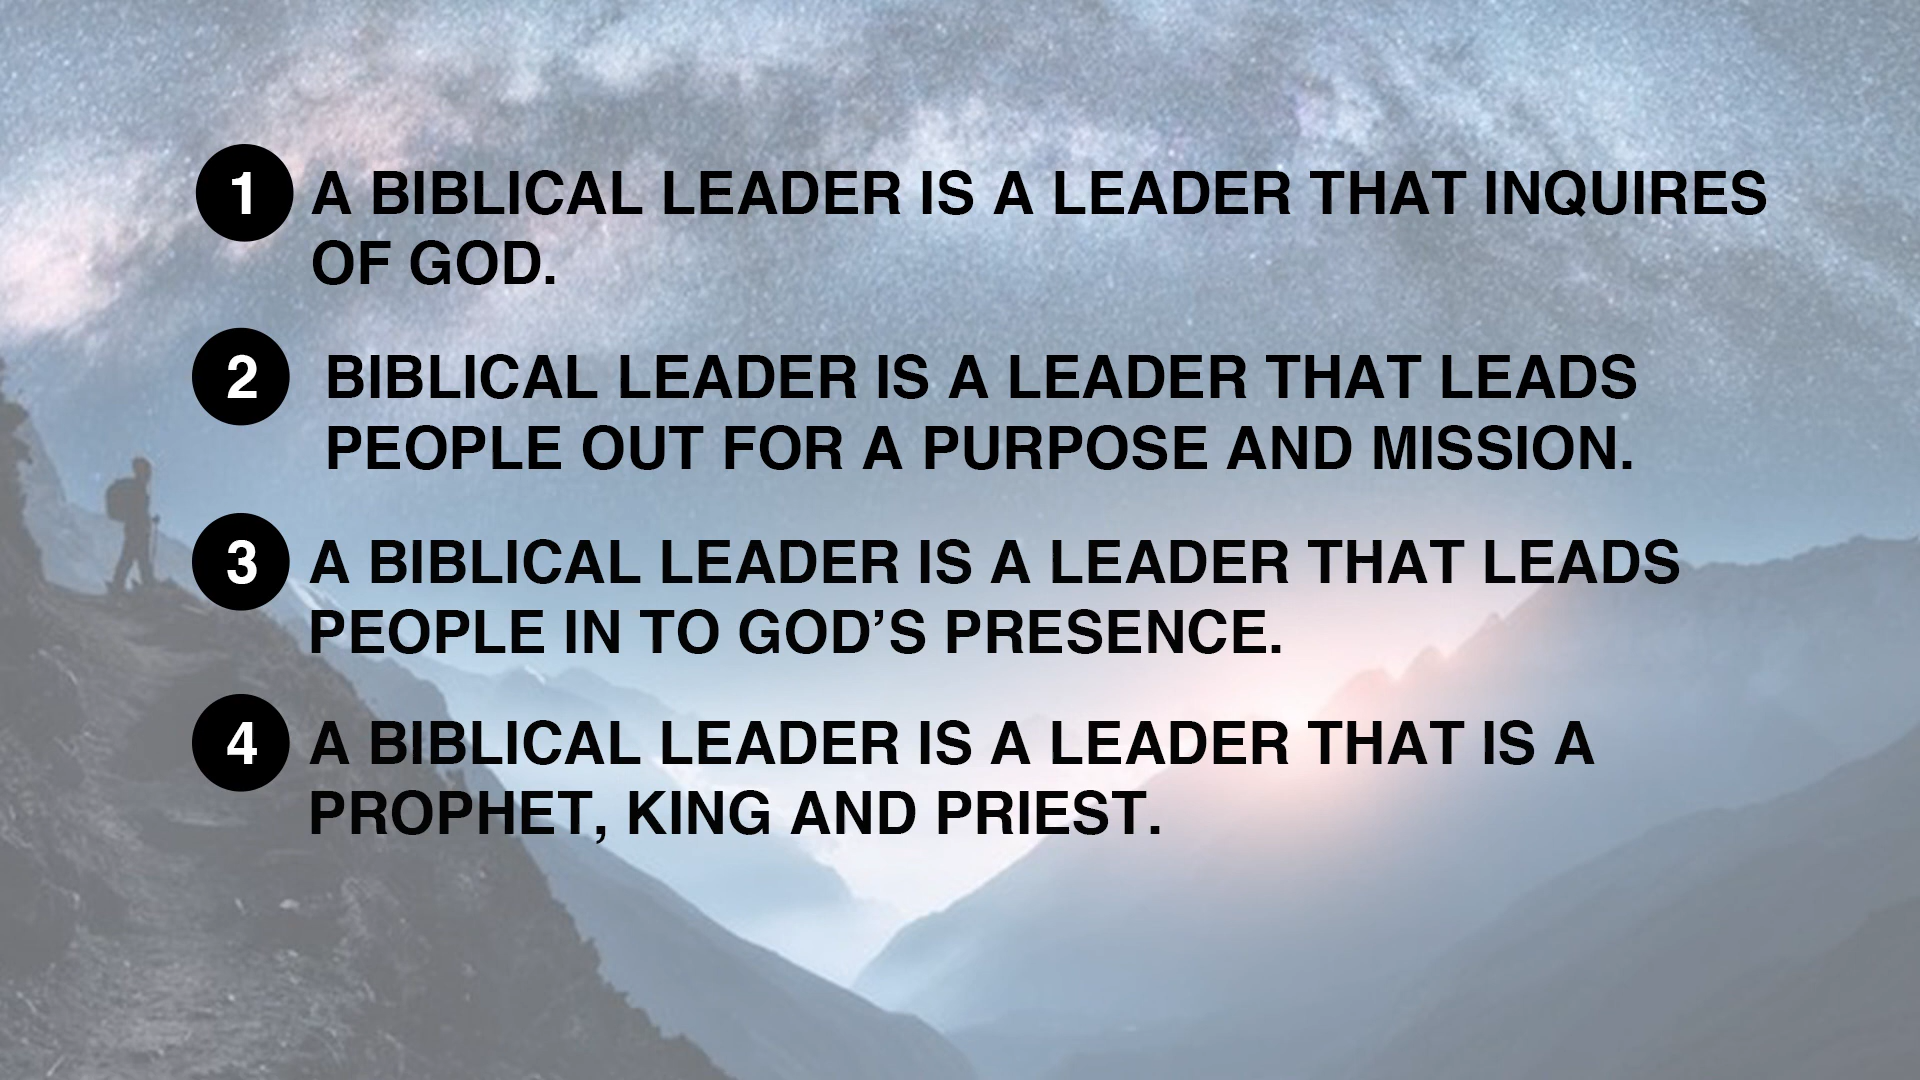 1 A BIBLICAL LEADER IS A LEADER THAT INQUIRES
OF GOD.
2 BIBLICAL LEADER IS A LEADER THAT LEADS
PEOPLE OUT FOR A PURPOSE AND MISSION.
3 A BIBLICAL LEADER IS A LEADER THAT LEADS
PEOPLE IN TO GOD’S PRESENCE.
4 A BIBLICAL LEADER IS A LEADER THAT IS A
PROPHET, KING AND PRIEST.